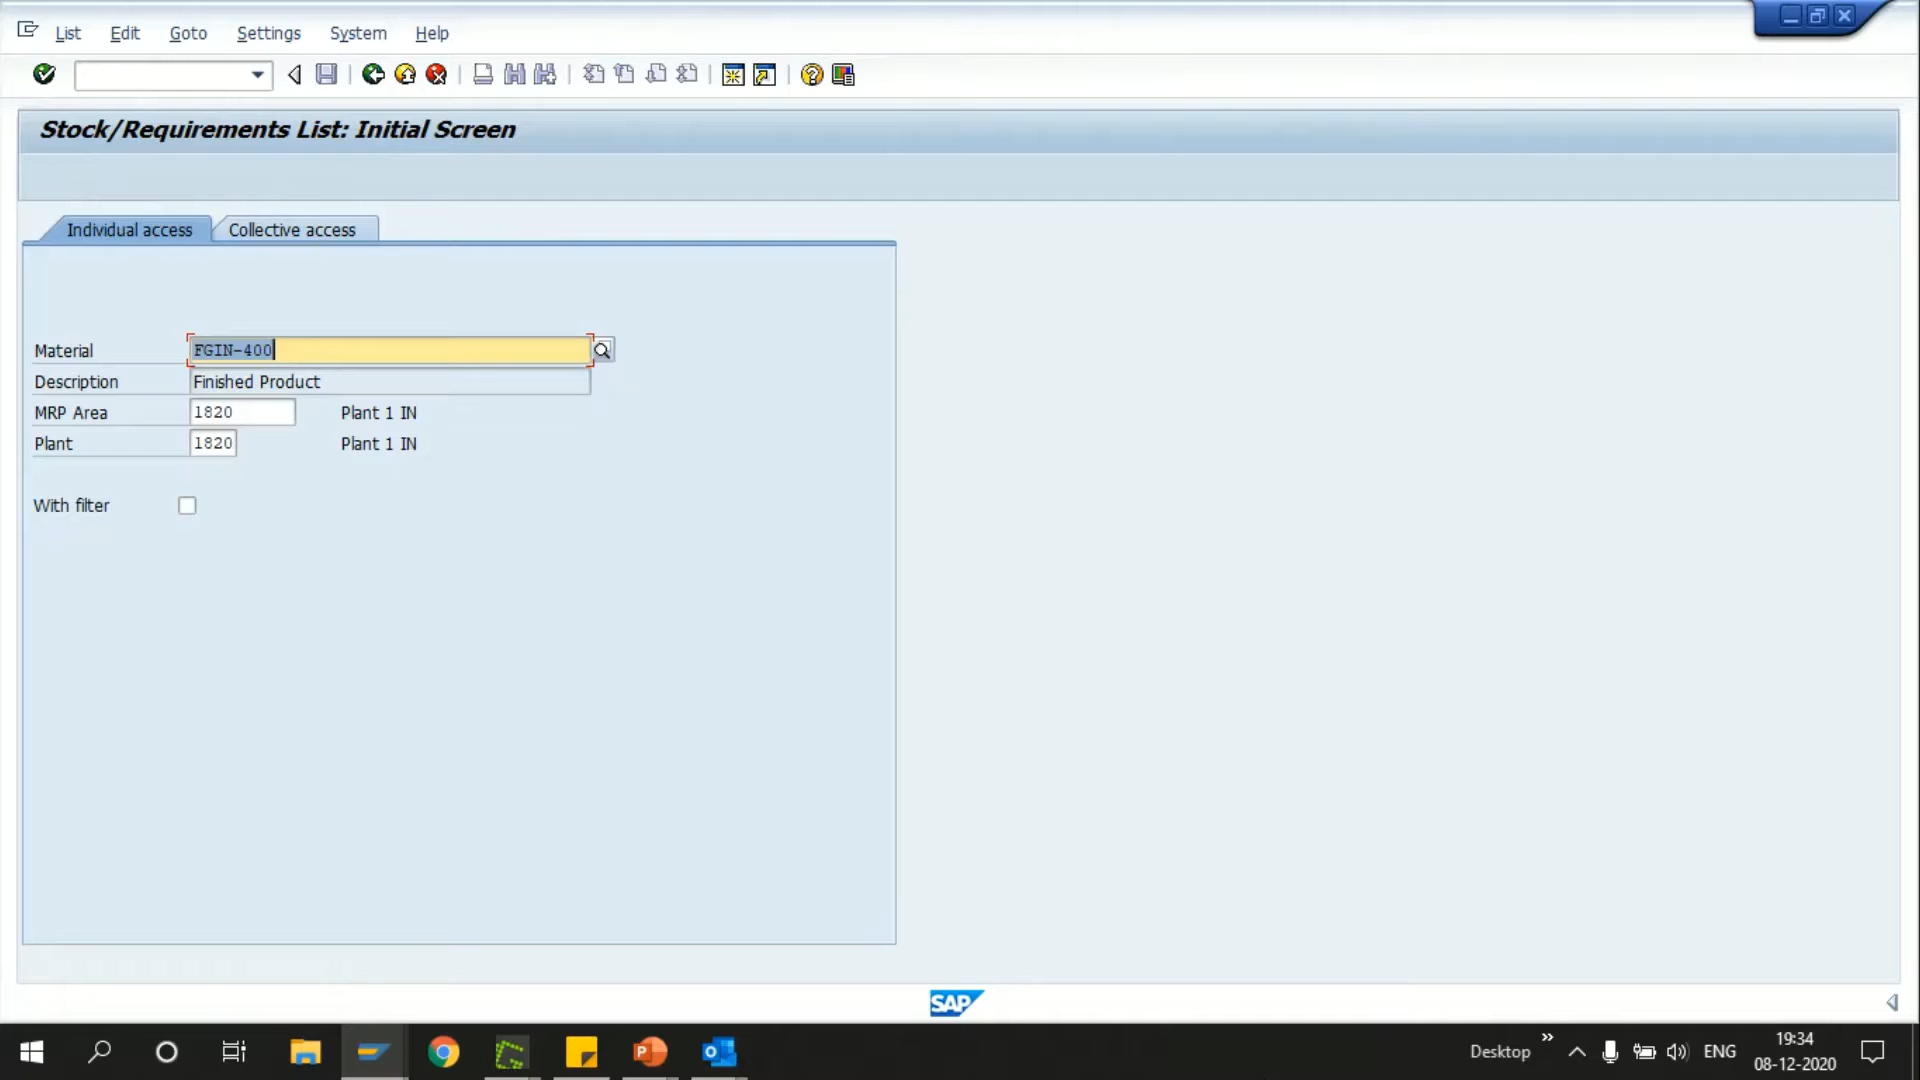 List Edit Goto Settings System Help
Stock/Requirements List: Initial Screen
Individual access Collective access
Material FGIN-400
Description Finished Product
MRP Area 1820 Plant 1 IN
Plant 1820 Plant 1 IN
With filter
SAP
Desktop » ENG 19:34
08-12-2020